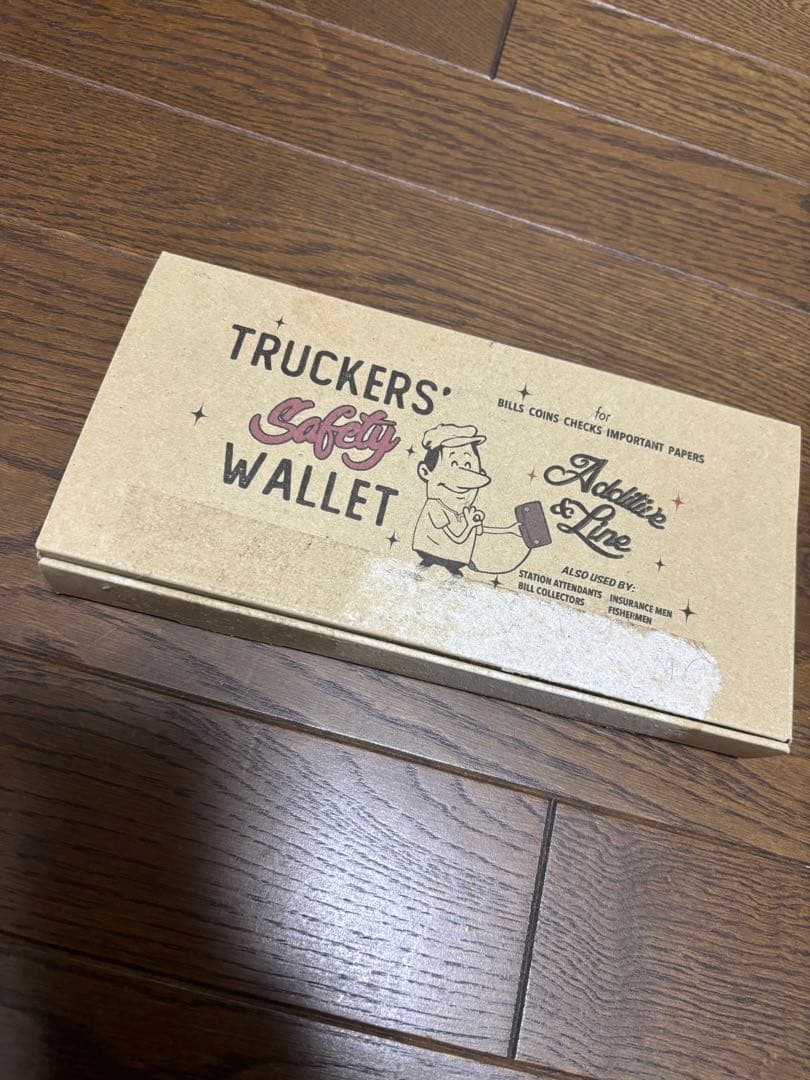 TRUCKERS'
Safety
WALLET
for
BILLS COINS CHECKS IMPORTANT PAPERS
Additive
& Line
ALSO USED BY:
STATION ATTENDANTS INSURANCE MEN
BILL COLLECTORS FISHERMEN